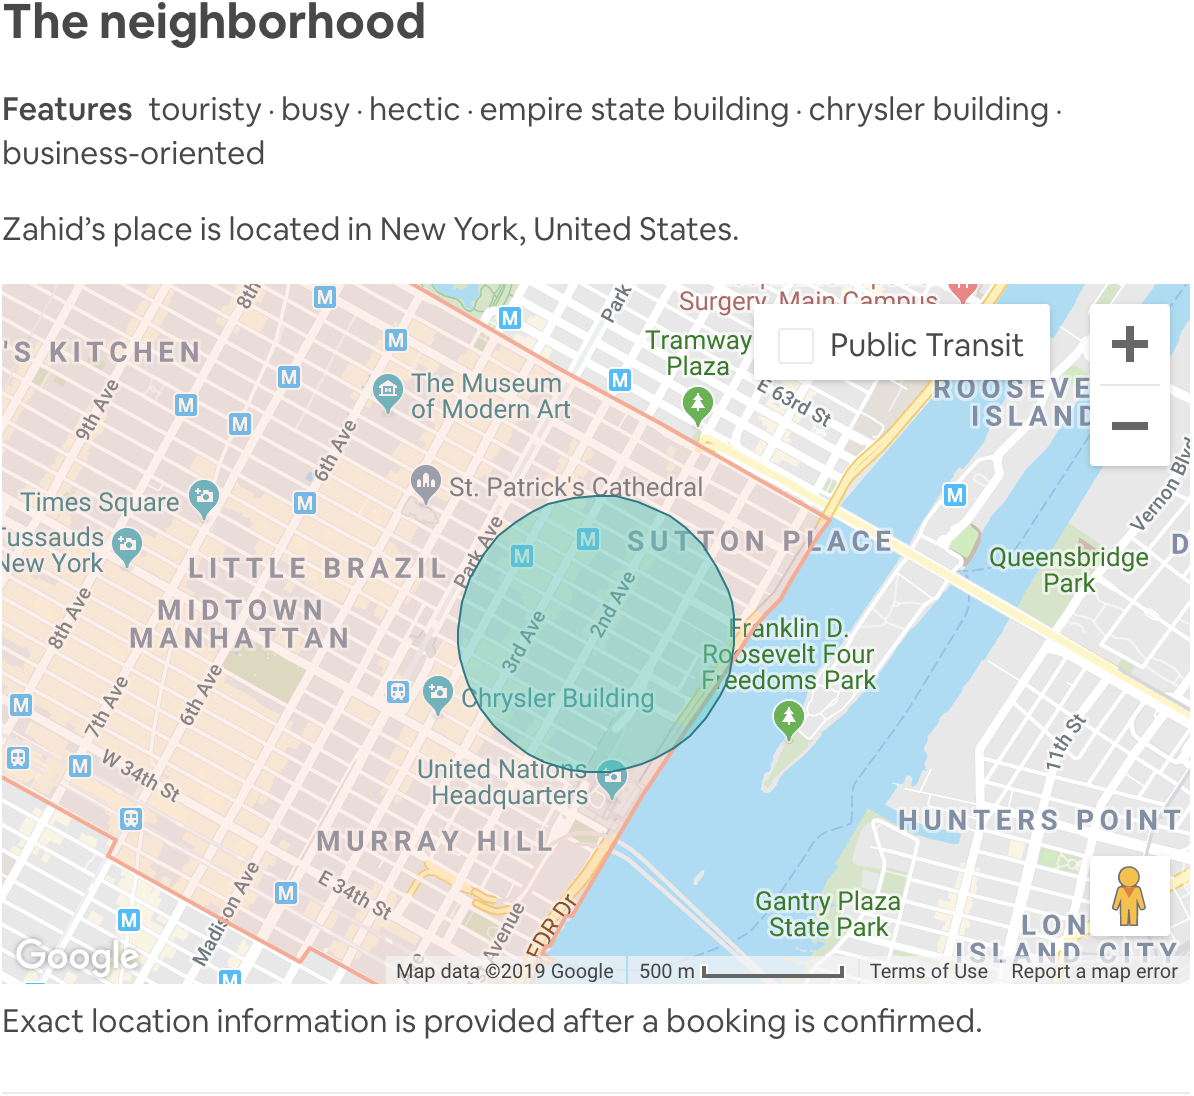 The neighborhood
Features touristy · busy · hectic · empire state building · chrysler building ·
business-oriented
Zahid’s place is located in New York, United States.
8th
M
Park
Surgery, Main Campus
M
M
Tramway
Plaza
Public Transit
+
'S KITCHEN
9th Ave
M
The Museum
of Modern Art
M
E 63rd St
ROOSEVE
ISLAND
−
M
M
6th Ave
St. Patrick's Cathedral
Times Square
M
M
Vernon Blvd
ussauds
New York
Park Ave
M
M
SUTTON PLACE
D
Queensbridge
Park
LITTLE BRAZIL
MIDTOWN
MANHATTAN
8th Ave
3rd Ave
2nd Ave
Franklin D.
Roosevelt Four
Freedoms Park
7th Ave
6th Ave
Chrysler Building
M
W 34th St
M
11th St
United Nations
Headquarters
HUNTERS POINT
MURRAY HILL
E 34th St
M
Madison Ave
M
Avenue
FDR Dr
Gantry Plaza
State Park
LON
ISLAND CITY
Google
M
Map data ©2019 Google
500 m
Terms of Use
Report a map error
Exact location information is provided after a booking is confirmed.